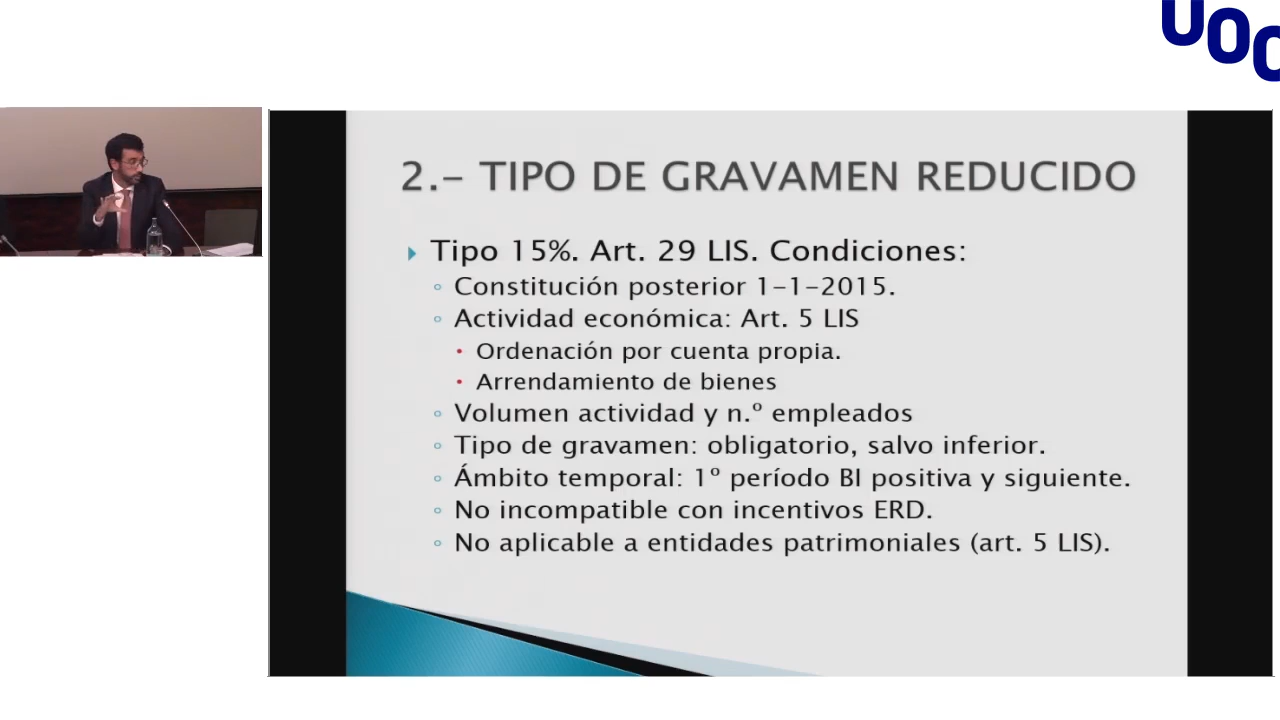 UOC
2.- TIPO DE GRAVAMEN REDUCIDO
Tipo 15%. Art. 29 LIS. Condiciones:
Constitución posterior 1-1-2015.
Actividad económica: Art. 5 LIS
Ordenación por cuenta propia.
Arrendamiento de bienes
Volumen actividad y n.º empleados
Tipo de gravamen: obligatorio, salvo inferior.
Ámbito temporal: 1º período BI positiva y siguiente.
No incompatible con incentivos ERD.
No aplicable a entidades patrimoniales (art. 5 LIS).